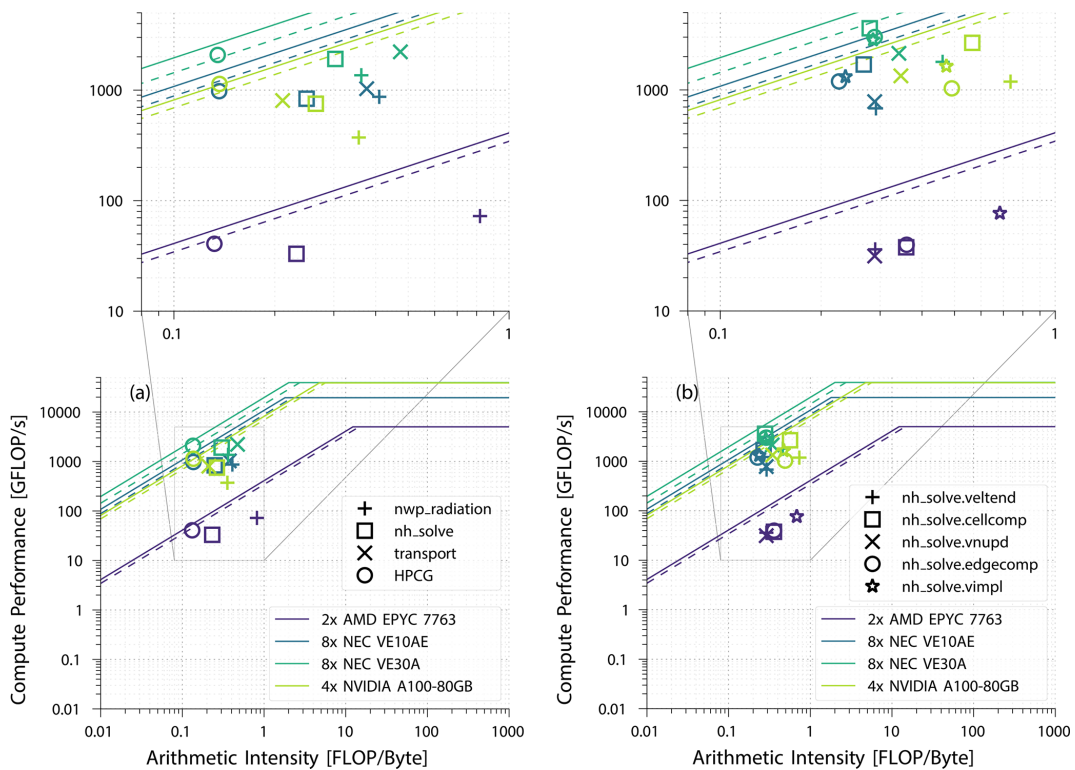 1000
100
10
0.1
1
1000
100
10
0.1
1
(a)
10000
1000
100
10
1
0.1
0.01
0.01
0.1
1
10
100
1000
Compute Performance [GFLOP/s]
Arithmetic Intensity [FLOP/Byte]
nwp_radiation
nh_solve
transport
HPCG
2x AMD EPYC 7763
8x NEC VE10AE
8x NEC VE30A
4x NVIDIA A100-80GB
(b)
10000
1000
100
10
1
0.1
0.01
0.01
0.1
1
10
100
1000
Compute Performance [GFLOP/s]
Arithmetic Intensity [FLOP/Byte]
nh_solve.veltend
nh_solve.cellcomp
nh_solve.vnupd
nh_solve.edgecomp
nh_solve.vimpl
2x AMD EPYC 7763
8x NEC VE10AE
8x NEC VE30A
4x NVIDIA A100-80GB